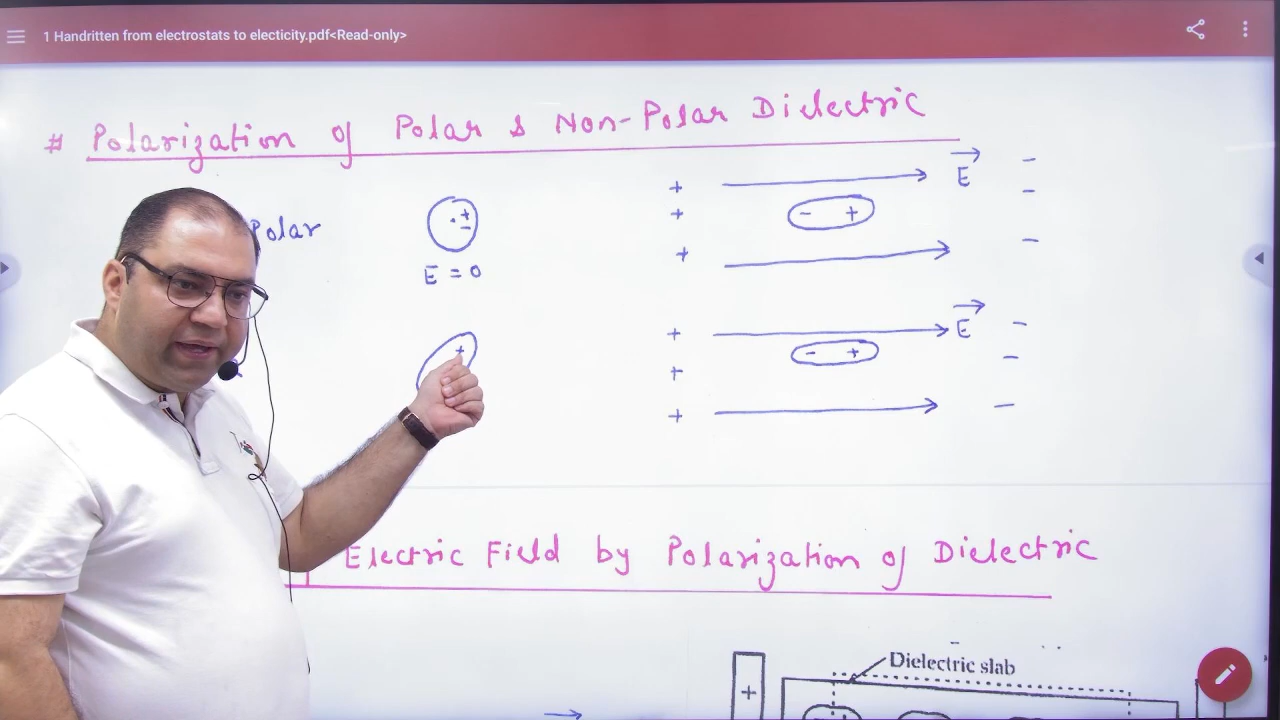 1 Handritten from electrostats to electicity.pdf<Read-only>
# Polarization of Polar & Non-Polar Dielectric
Polar
+
-
E = 0
+ E -
+ - + -
+ -
+
+ E -
+ - + -
+ -
Electric Field by Polarization of Dielectric
Dielectric slab
+